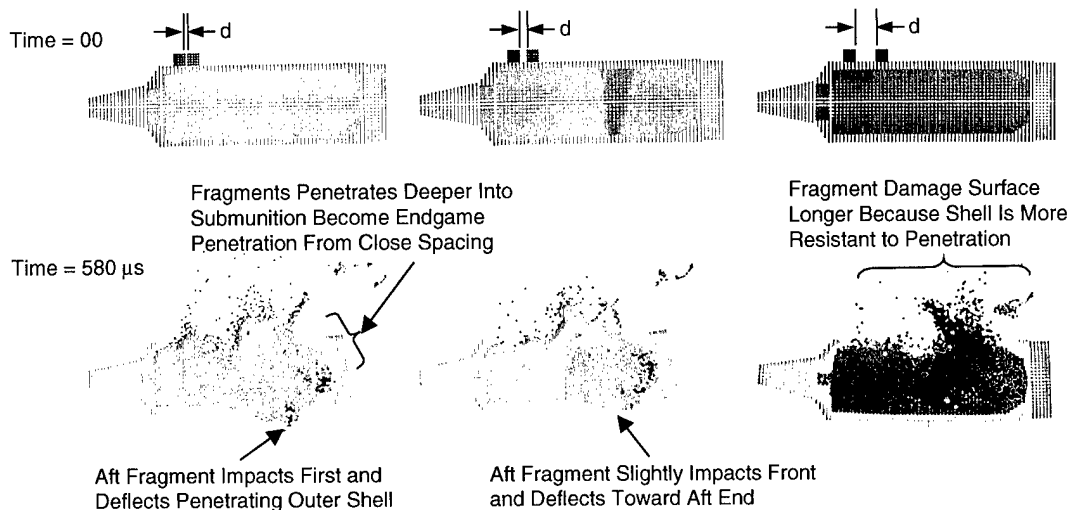 Time = 00
d
d
d
Fragments Penetrates Deeper Into
Submunition Become Endgame
Penetration From Close Spacing
Fragment Damage Surface
Longer Because Shell Is More
Resistant to Penetration
Time = 580 μs
Aft Fragment Impacts First and
Deflects Penetrating Outer Shell
Aft Fragment Slightly Impacts Front
and Deflects Toward Aft End